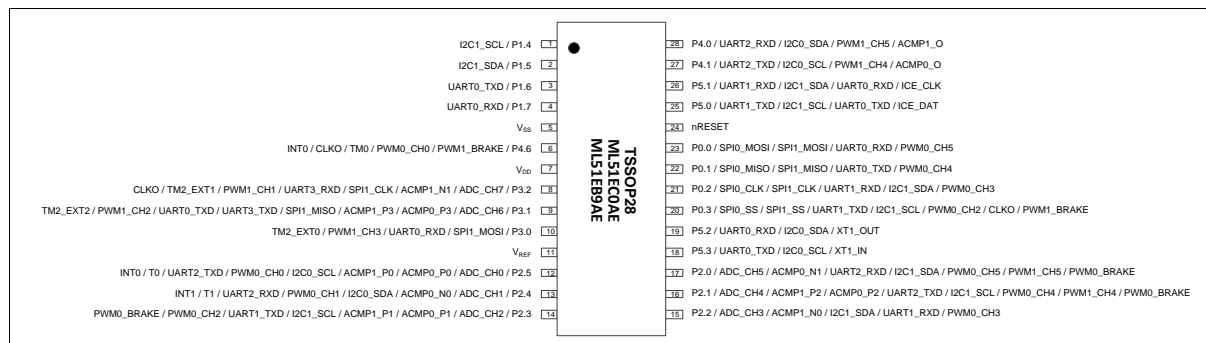 I2C1_SCL / P1.4 1
I2C1_SDA / P1.5 2
UART0_TXD / P1.6 3
UART0_RXD / P1.7 4
VSS 5
INT0 / CLKO / TM0 / PWM0_CH0 / PWM1_BRAKE / P4.6 6
VDD 7
CLKO / TM2_EXT1 / PWM1_CH1 / UART3_RXD / SPI1_CLK / ACMP1_N1 / ADC_CH7 / P3.2 8
TM2_EXT2 / PWM1_CH2 / UART0_TXD / UART3_TXD / SPI1_MISO / ACMP1_P3 / ACMP0_P3 / ADC_CH6 / P3.1 9
TM2_EXT0 / PWM1_CH3 / UART0_RXD / SPI1_MOSI / P3.0 10
VREF 11
INT0 / T0 / UART2_TXD / PWM0_CH0 / I2C0_SCL / ACMP1_P0 / ACMP0_P0 / ADC_CH0 / P2.5 12
INT1 / T1 / UART2_RXD / PWM0_CH1 / I2C0_SDA / ACMP0_N0 / ADC_CH1 / P2.4 13
PWM0_BRAKE / PWM0_CH2 / UART1_TXD / I2C1_SCL / ACMP1_P1 / ACMP0_P1 / ADC_CH2 / P2.3 14
TSSOP28
ML51EC0AE
ML51EB9AE
28 P4.0 / UART2_RXD / I2C0_SDA / PWM1_CH5 / ACMP1_O
27 P4.1 / UART2_TXD / I2C0_SCL / PWM1_CH4 / ACMP0_O
26 P5.1 / UART1_RXD / I2C1_SDA / UART0_RXD / ICE_CLK
25 P5.0 / UART1_TXD / I2C1_SCL / UART0_TXD / ICE_DAT
24 nRESET
23 P0.0 / SPI0_MOSI / SPI1_MOSI / UART0_RXD / PWM0_CH5
22 P0.1 / SPI0_MISO / SPI1_MISO / UART0_TXD / PWM0_CH4
21 P0.2 / SPI0_CLK / SPI1_CLK / UART1_RXD / I2C1_SDA / PWM0_CH3
20 P0.3 / SPI0_SS / SPI1_SS / UART1_TXD / I2C1_SCL / PWM0_CH2 / CLKO / PWM1_BRAKE
19 P5.2 / UART0_RXD / I2C0_SDA / XT1_OUT
18 P5.3 / UART0_TXD / I2C0_SCL / XT1_IN
17 P2.0 / ADC_CH5 / ACMP0_N1 / UART2_RXD / I2C1_SDA / PWM0_CH5 / PWM1_CH5 / PWM0_BRAKE
16 P2.1 / ADC_CH4 / ACMP1_P2 / ACMP0_P2 / UART2_TXD / I2C1_SCL / PWM0_CH4 / PWM1_CH4 / PWM0_BRAKE
15 P2.2 / ADC_CH3 / ACMP1_N0 / I2C1_SDA / UART1_RXD / PWM0_CH3